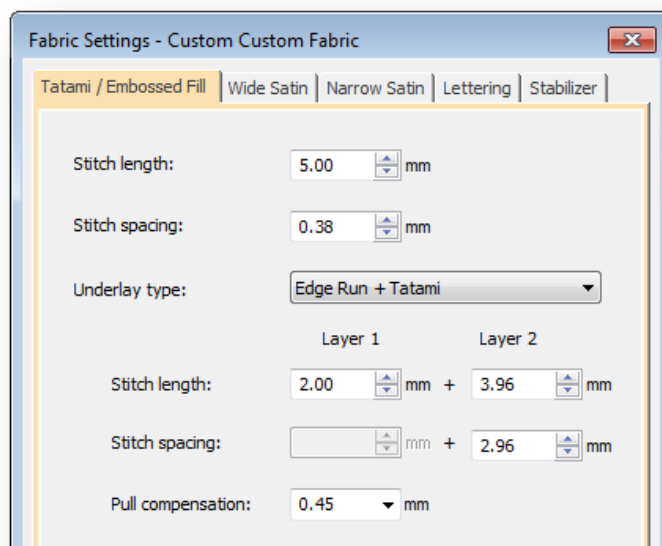 Fabric Settings - Custom Custom Fabric
Tatami / Embossed Fill Wide Satin Narrow Satin Lettering Stabilizer
Stitch length: 5.00 mm
Stitch spacing: 0.38 mm
Underlay type: Edge Run + Tatami
Layer 1 Layer 2
Stitch length: 2.00 mm + 3.96 mm
Stitch spacing: mm + 2.96 mm
Pull compensation: 0.45 mm